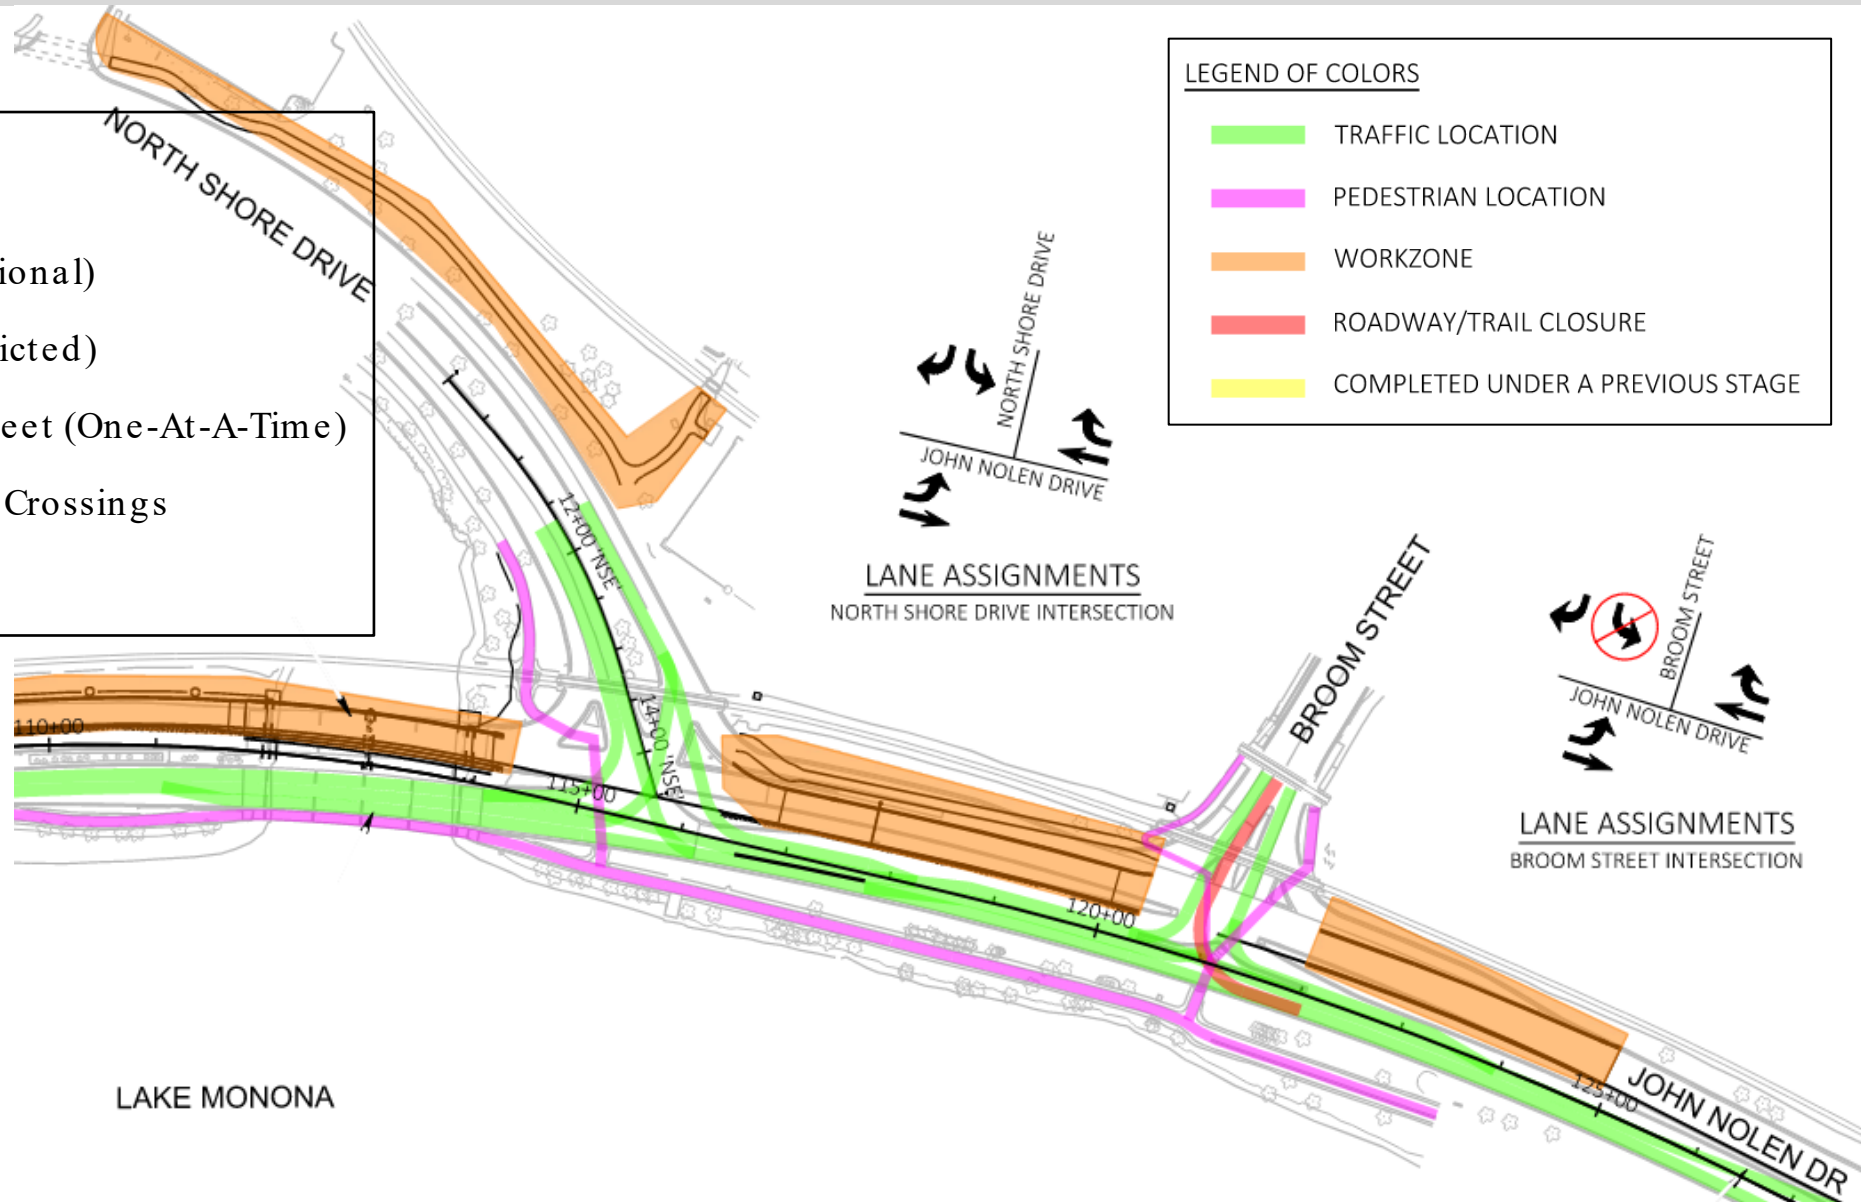 LEGEND OF COLORS
TRAFFIC LOCATION
PEDESTRIAN LOCATION
WORKZONE
ROADWAY/TRAIL CLOSURE
COMPLETED UNDER A PREVIOUS STAGE
NORTH SHORE DRIVE
ional)
icted)
eet (One-At-A-Time)
Crossings
NORTH SHORE DRIVE
JOHN NOLEN DRIVE
LANE ASSIGNMENTS
NORTH SHORE DRIVE INTERSECTION
BROOM STREET
BROOM STREET
JOHN NOLEN DRIVE
LANE ASSIGNMENTS
BROOM STREET INTERSECTION
12+00 'NSE'
14+00 'NSE'
110+00
115+00
120+00
125+00
JOHN NOLEN DR
LAKE MONONA